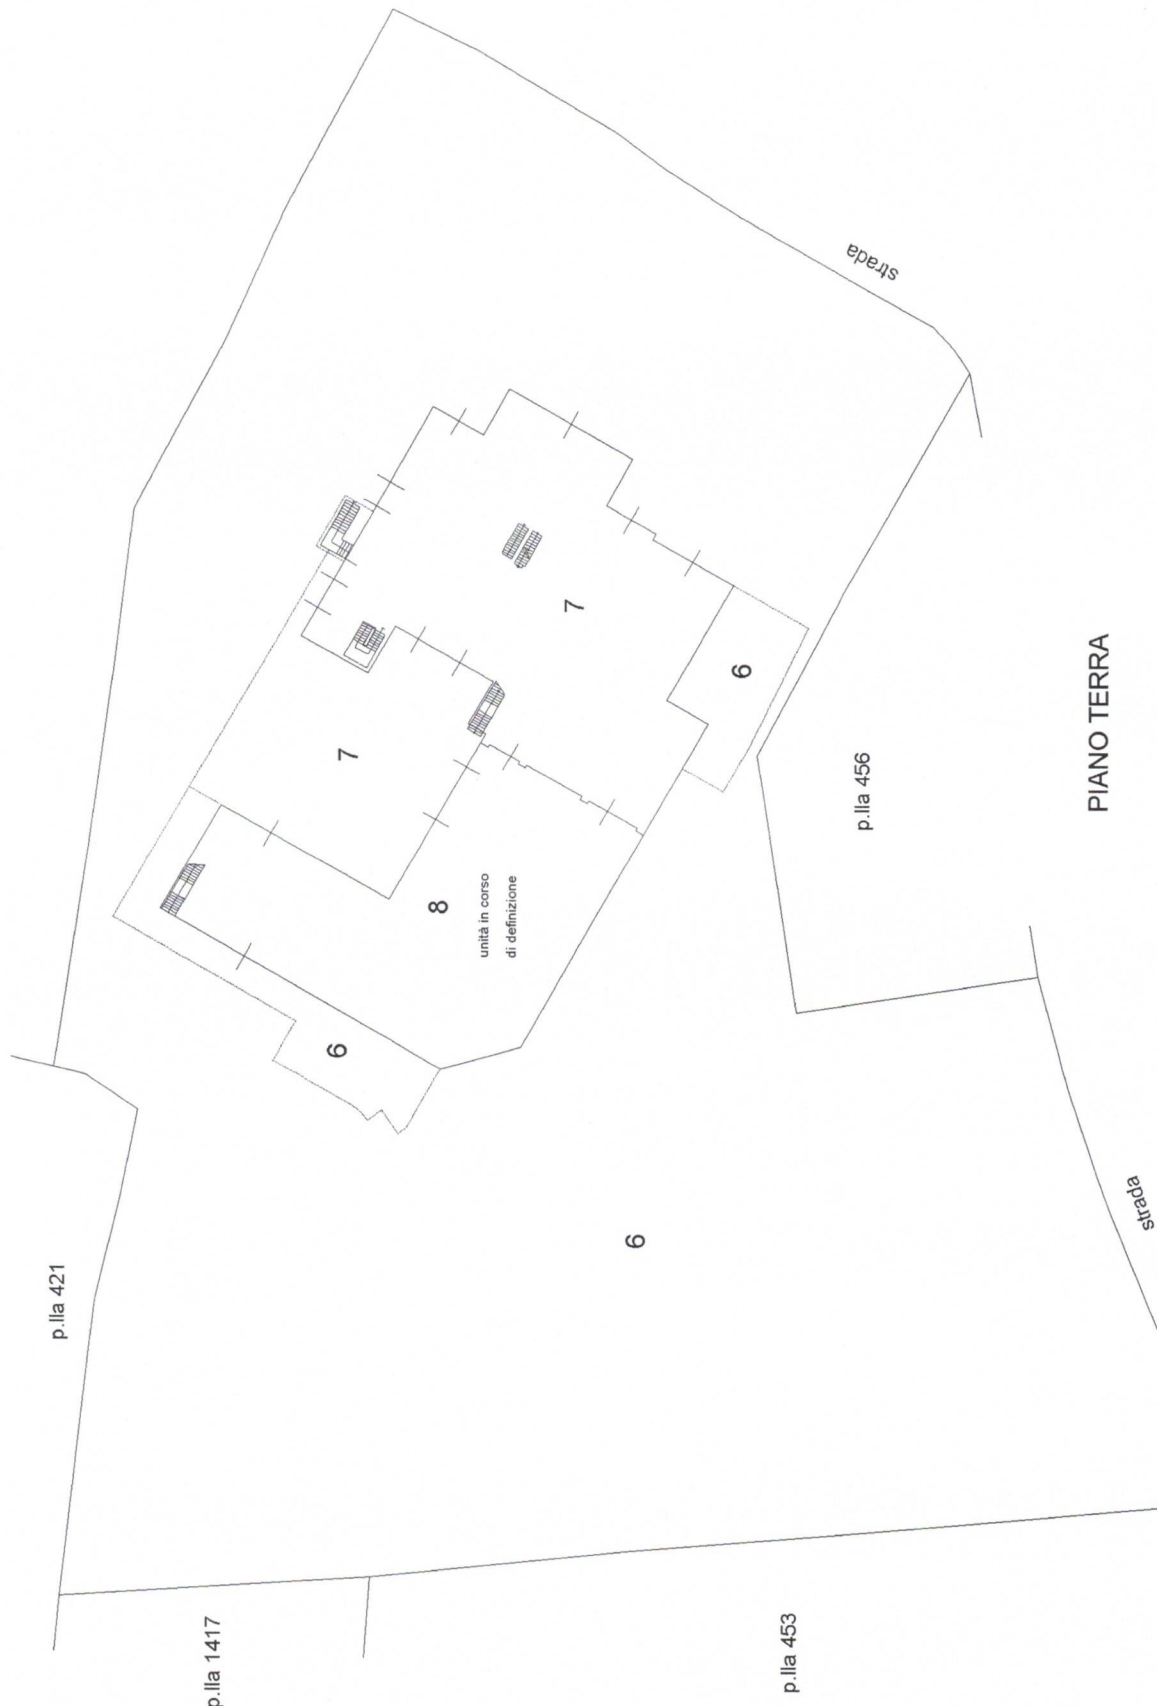 p.lla 421
p.lla 1417
6
7
8
unità in corso
di definizione
7
6
6
p.lla 453
p.lla 456
strada
PIANO TERRA
strada